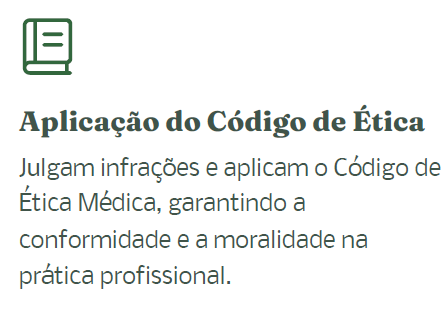 Aplicação do Código de Ética
Julgam infrações e aplicam o Código de
Ética Médica, garantindo a
conformidade e a moralidade na
prática profissional.